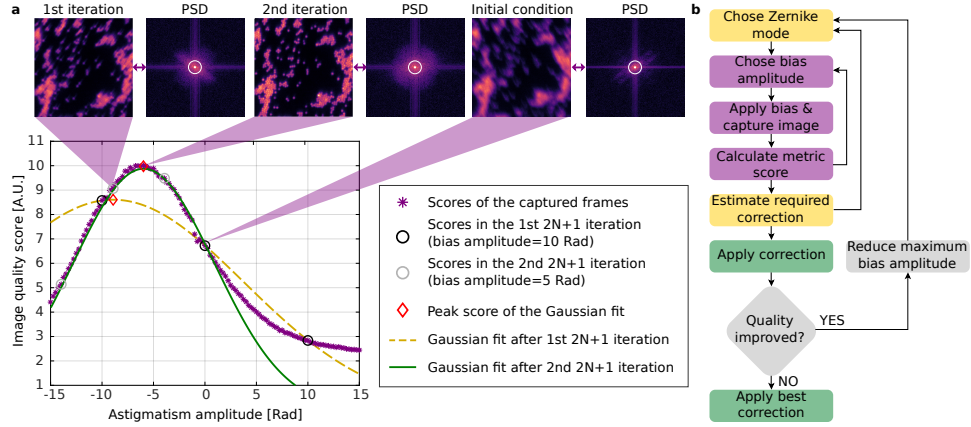 a
1st iteration
PSD
2nd iteration
PSD
Initial condition
PSD
Image quality score [A.U.]
11
10
9
8
7
6
5
4
3
2
1
-15
-10
-5
0
5
10
15
Astigmatism amplitude [Rad]
Scores of the captured frames
Scores in the 1st 2N+1 iteration
(bias amplitude=10 Rad)
Scores in the 2nd 2N+1 iteration
(bias amplitude=5 Rad)
Peak score of the Gaussian fit
Gaussian fit after 1st 2N+1 iteration
Gaussian fit after 2nd 2N+1 iteration
b
Chose Zernike
mode
Chose bias
amplitude
Apply bias &
capture image
Calculate metric
score
Estimate required
correction
Apply correction
Reduce maximum
bias amplitude
Quality
improved?
YES
NO
Apply best
correction